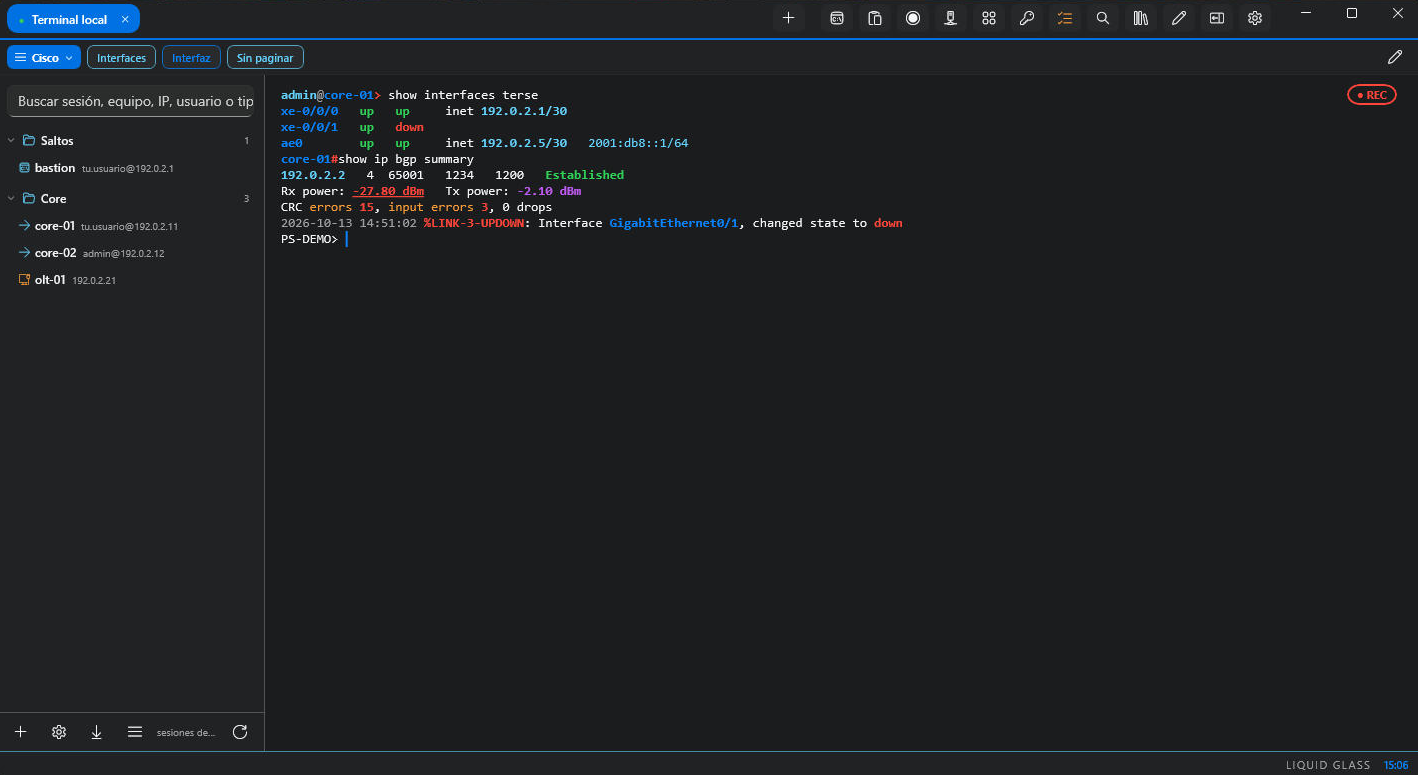 Terminal local
Cisco
Interfaces
Interfaz
Sin paginar
Buscar sesión, equipo, IP, usuario o tip
Saltos 1
bastion tu.usuario@192.0.2.1
Core 3
core-01 tu.usuario@192.0.2.11
core-02 admin@192.0.2.12
olt-01 192.0.2.21
sesiones de...
admin@core-01> show interfaces terse
xe-0/0/0 up up inet 192.0.2.1/30
xe-0/0/1 up down
ae0 up up inet 192.0.2.5/30 2001:db8::1/64
core-01#show ip bgp summary
192.0.2.2 4 65001 1234 1200 Established
Rx power: -27.80 dBm Tx power: -2.10 dBm
CRC errors 15, input errors 3, 0 drops
2026-10-13 14:51:02 %LINK-3-UPDOWN: Interface GigabitEthernet0/1, changed state to down
PS-DEMO>
REC
LIQUID GLASS 15:06